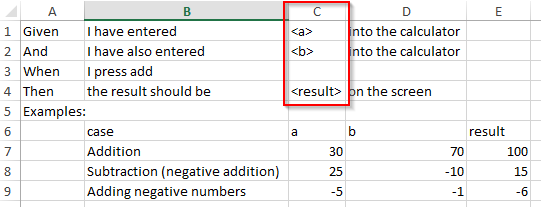 A B C D E
1 Given I have entered <a> into the calculator
2 And I have also entered <b> into the calculator
3 When I press add
4 Then the result should be <result> on the screen
5 Examples:
6 case a b result
7 Addition 30 70 100
8 Subtraction (negative addition) 25 -10 15
9 Adding negative numbers -5 -1 -6